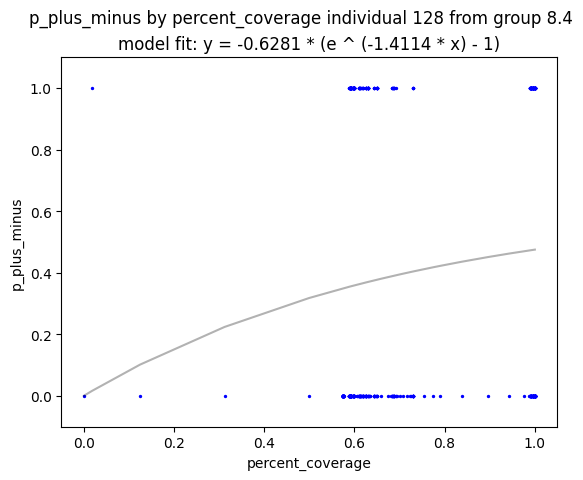 p_plus_minus by percent_coverage individual 128 from group 8.4
model fit: y = -0.6281 * (e ^ (-1.4114 * x) - 1)
1.0
0.8
0.6
0.4
0.2
0.0
p_plus_minus
0.0 0.2 0.4 0.6 0.8 1.0
percent_coverage